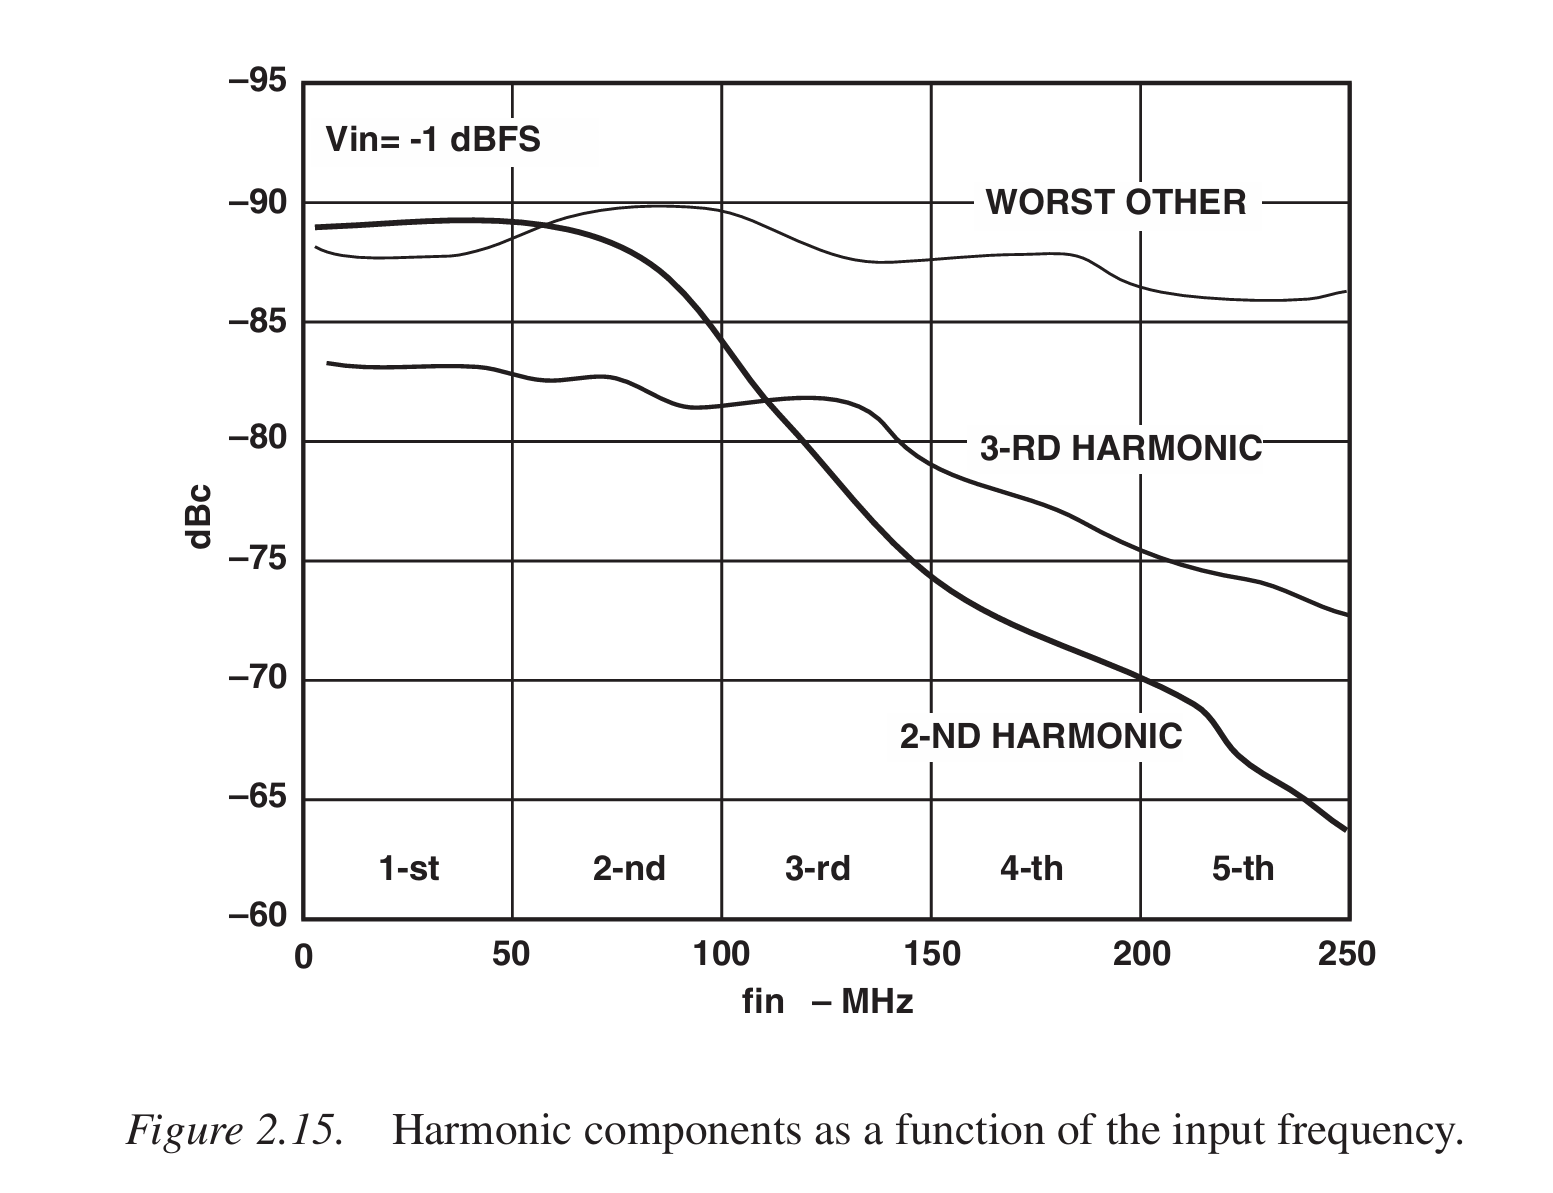 –95
Vin= -1 dBFS
–90
WORST OTHER
–85
–80
3-RD HARMONIC
dBc
–75
–70
2-ND HARMONIC
–65
1-st 2-nd 3-rd 4-th 5-th
–60
0 50 100 150 200 250
fin – MHz
Figure 2.15. Harmonic components as a function of the input frequency.